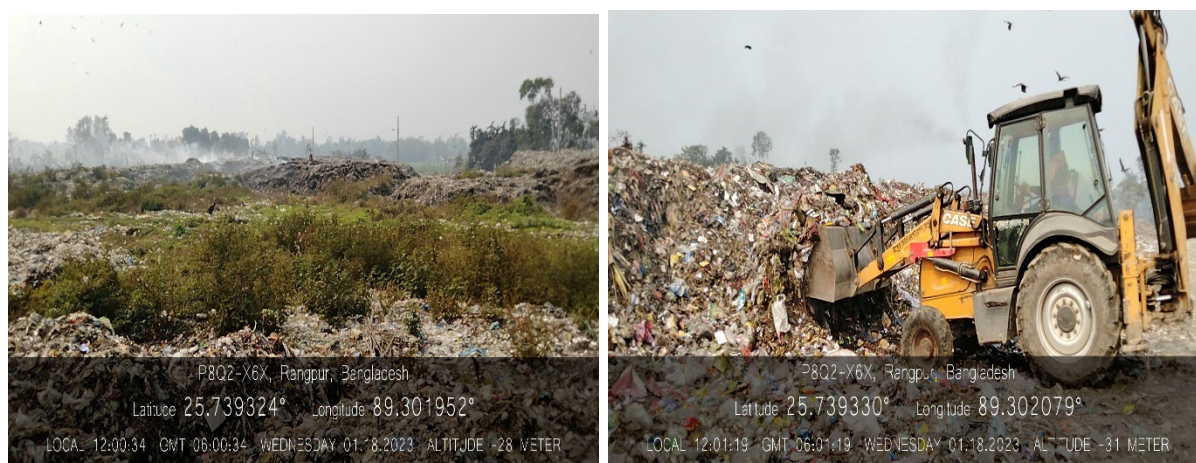 P8Q2-X6X, Rangpur, Bangladesh
Latitude 25.739324° Longitude 89.301952°
LOCAL 12:00:34 GMT 06:00:34 WEDNESDAY 01.18.2023 ALTITUDE -28 METER
CASE
P8Q2-X6X, Rangpur, Bangladesh
Latitude 25.739330° Longitude 89.302079°
LOCAL 12:01:19 GMT 06:01:19 WEDNESDAY 01.18.2023 ALTITUDE -31 METER